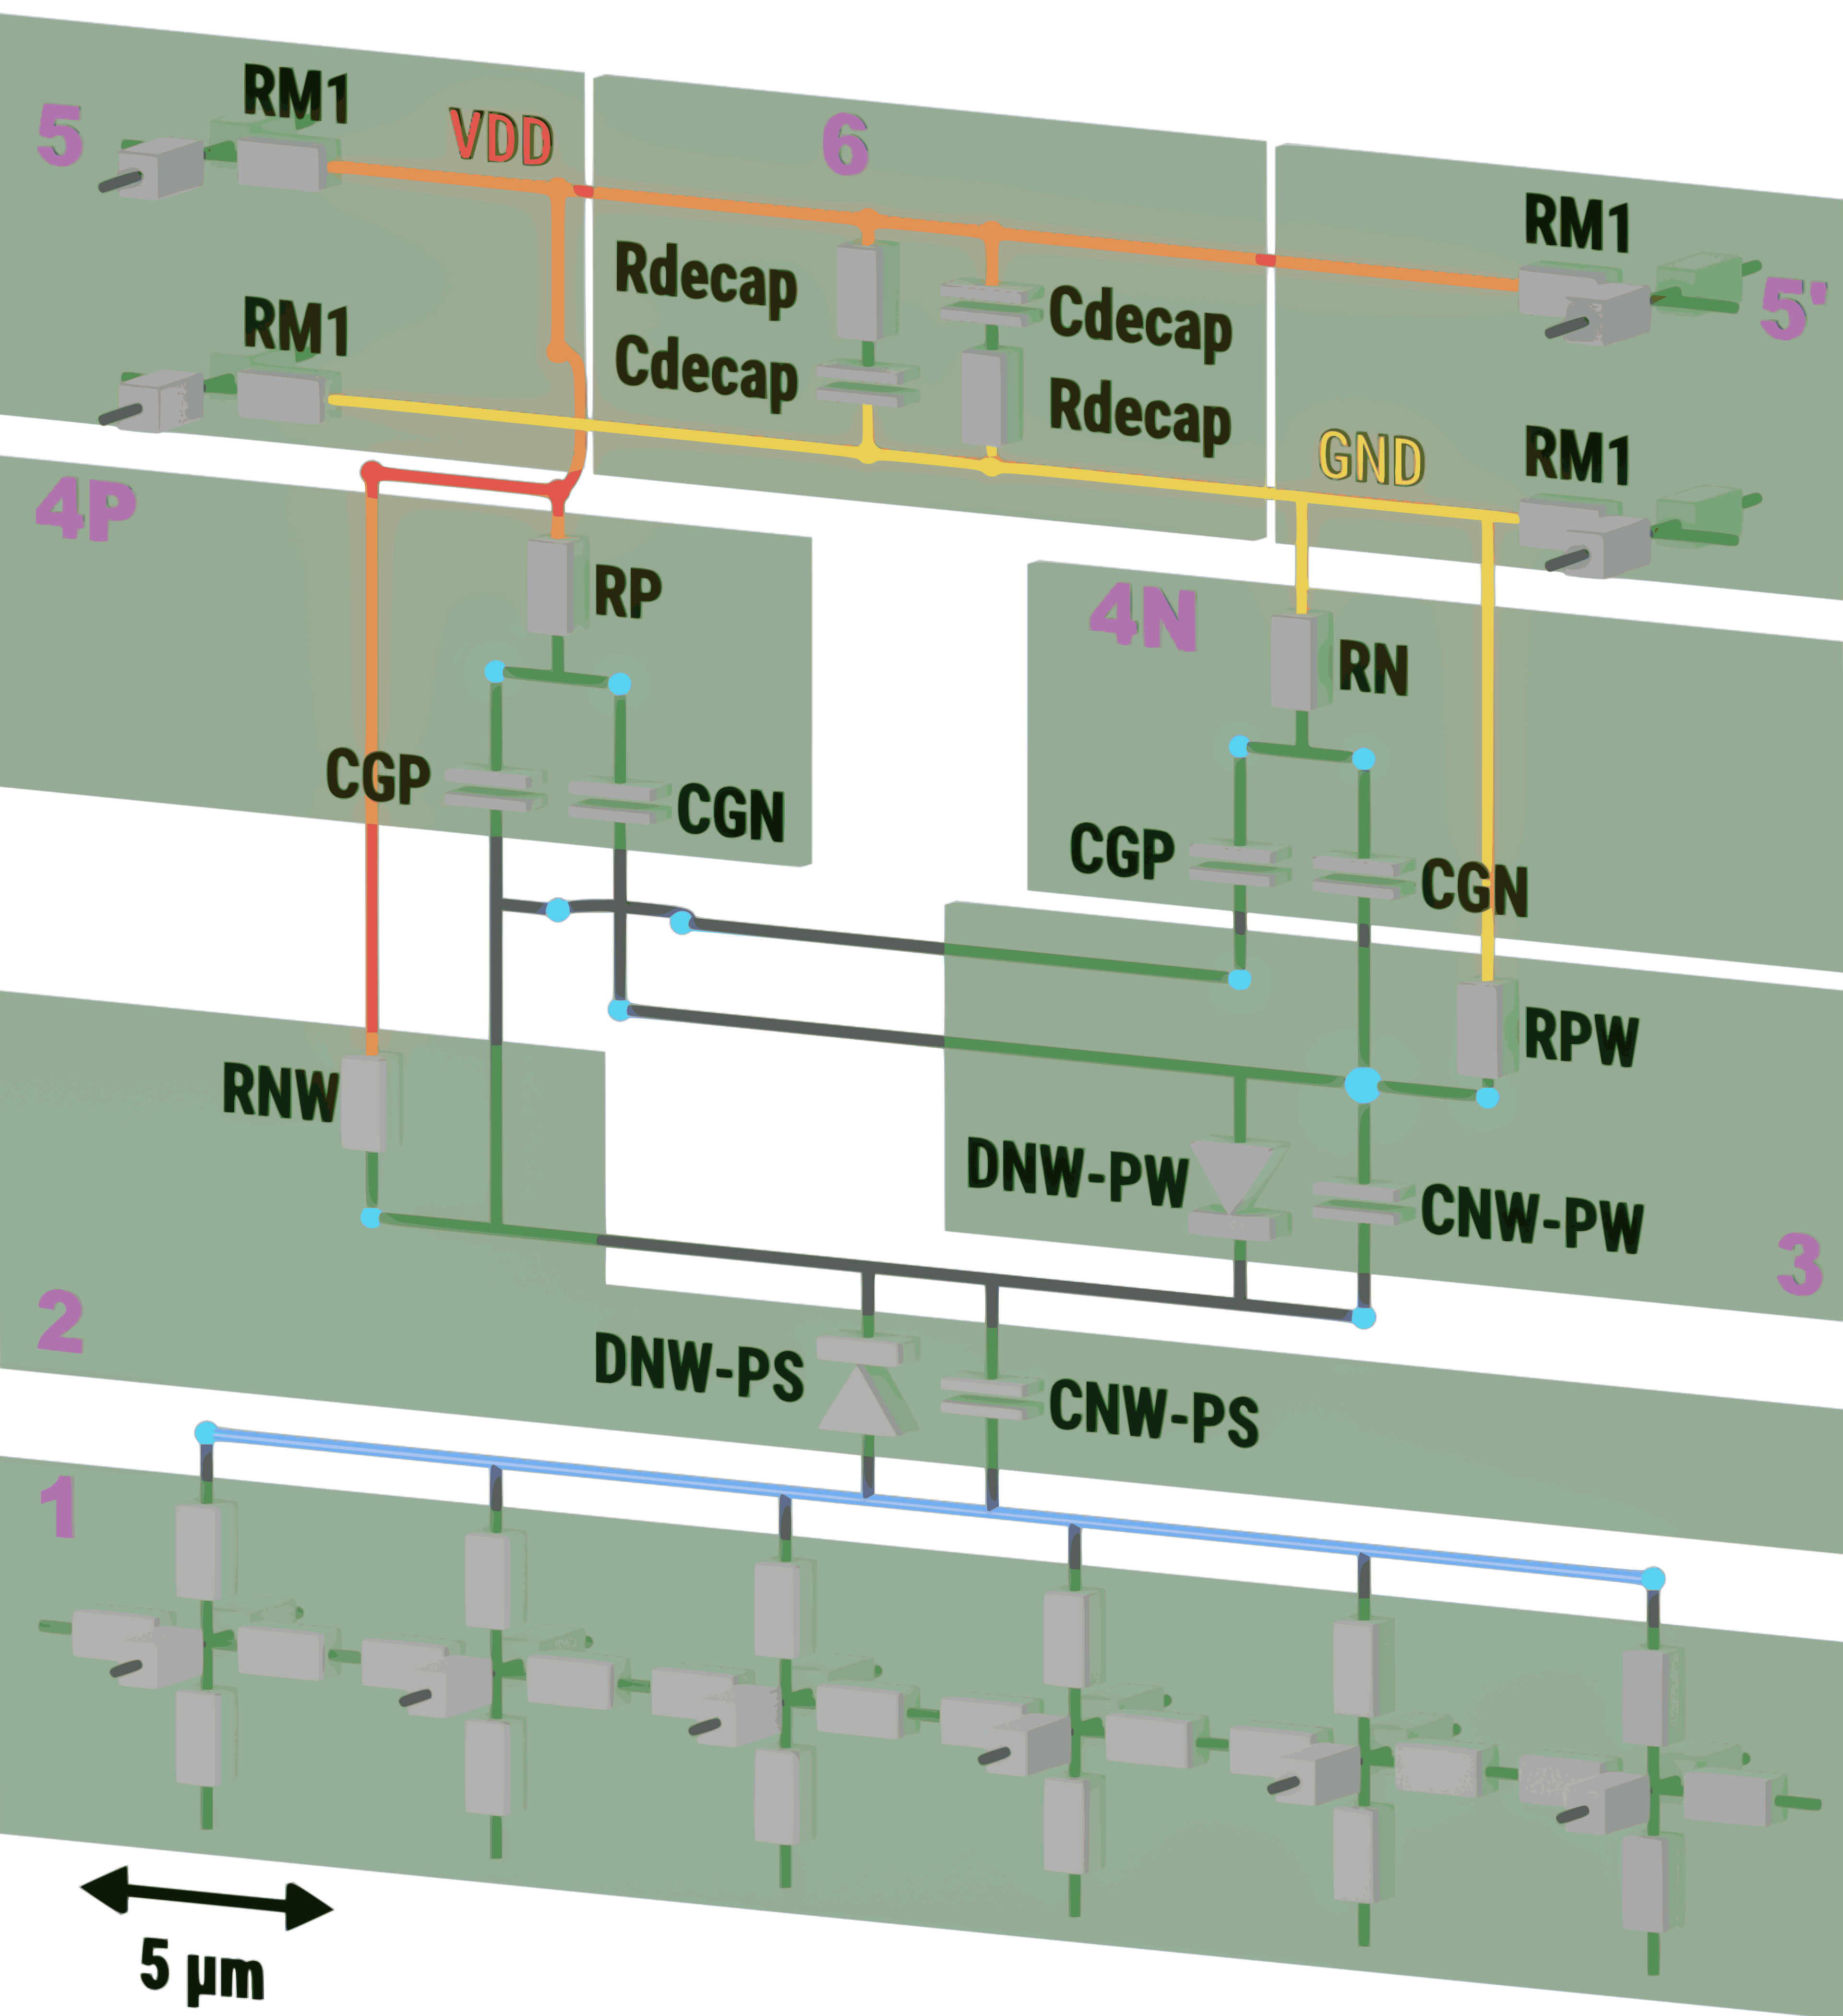 RM1
5
VDD
6
RM1
Rdecap
Cdecap
5'
RM1
Cdecap
Rdecap
GND
RM1
4P
RP
4N
RN
CGP
CGN
CGP
CGN
RNW
RPW
DNW-PW
CNW-PW
3
2
DNW-PS
CNW-PS
1
5 µm